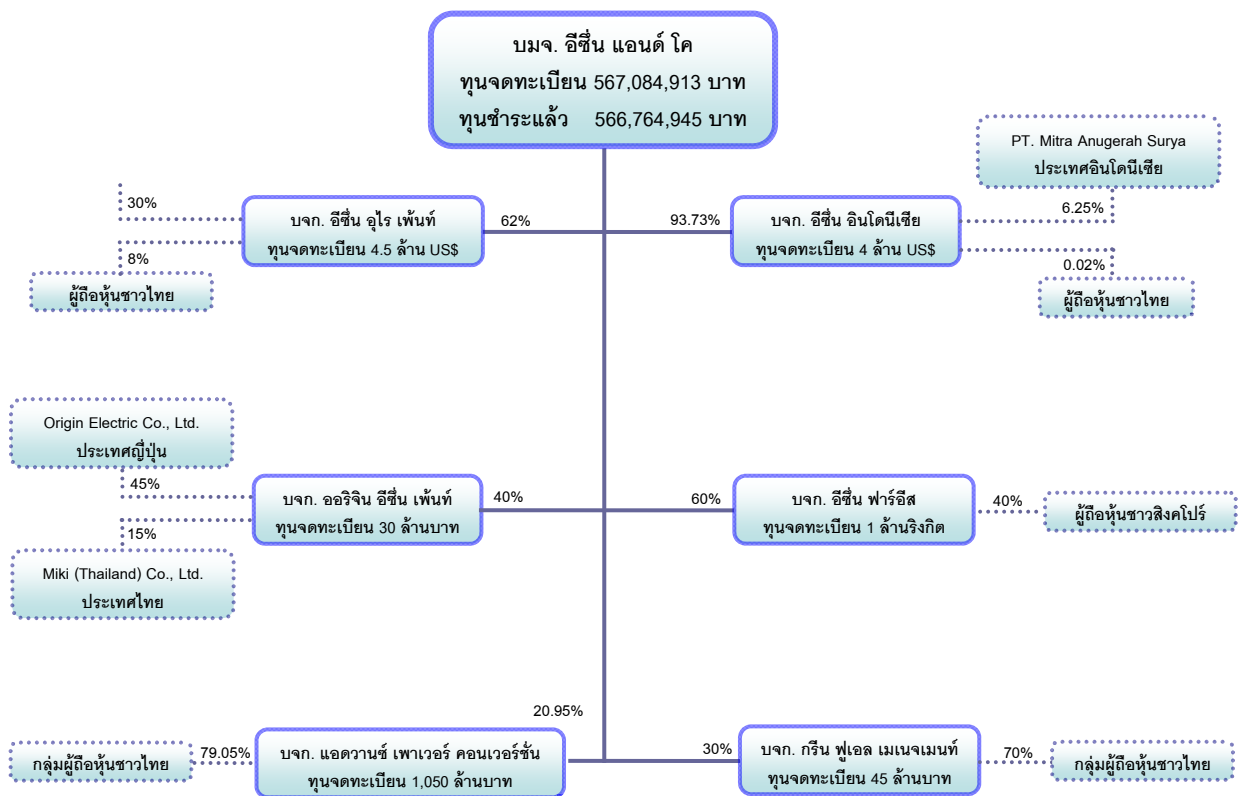 บมจ. อีซึ่น แอนด์ โค
ทุนจดทะเบียน 567,084,913 บาท
ทุนชำระแล้ว 566,764,945 บาท
PT. Mitra Anugerah Surya
ประเทศอินโดนีเซีย
30%
บจก. อีซึ่น อุไร เพ้นท์
ทุนจดทะเบียน 4.5 ล้าน US$
62%
93.73%
บจก. อีซึ่น อินโดนีเซีย
ทุนจดทะเบียน 4 ล้าน US$
6.25%
8%
ผู้ถือหุ้นชาวไทย
0.02%
ผู้ถือหุ้นชาวไทย
Origin Electric Co., Ltd.
ประเทศญี่ปุ่น
45%
บจก. ออริจิน อีซึ่น เพ้นท์
ทุนจดทะเบียน 30 ล้านบาท
40%
60%
บจก. อีซึ่น ฟาร์อีส
ทุนจดทะเบียน 1 ล้านริงกิต
40%
ผู้ถือหุ้นชาวสิงคโปร์
15%
Miki (Thailand) Co., Ltd.
ประเทศไทย
20.95%
กลุ่มผู้ถือหุ้นชาวไทย
79.05%
บจก. แอดวานซ์ เพาเวอร์ คอนเวอร์ชั่น
ทุนจดทะเบียน 1,050 ล้านบาท
30%
บจก. กรีน ฟูเอล เมเนจเมนท์
ทุนจดทะเบียน 45 ล้านบาท
70%
กลุ่มผู้ถือหุ้นชาวไทย